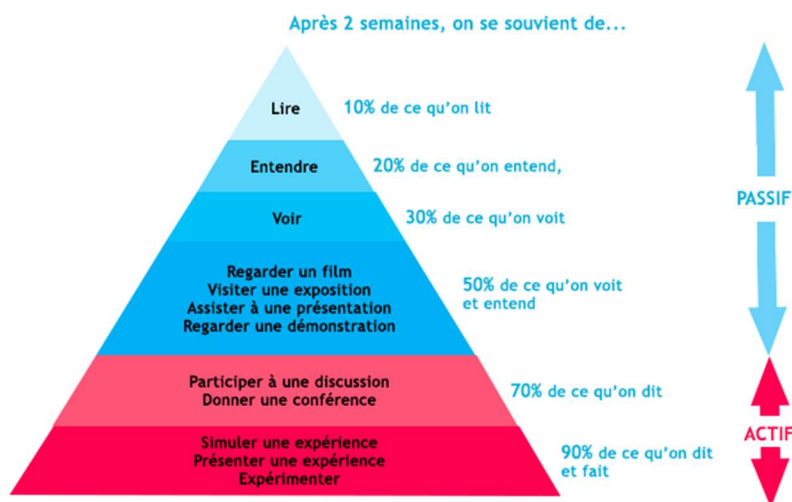 Après 2 semaines, on se souvient de...
Lire
10% de ce qu'on lit
Entendre
20% de ce qu'on entend,
Voir
30% de ce qu'on voit
PASSIF
Regarder un film
Visiter une exposition
Assister à une présentation
Regarder une démonstration
50% de ce qu'on voit
et entend
Participer à une discussion
Donner une conférence
70% de ce qu'on dit
ACTIF
Simuler une expérience
Présenter une expérience
Expérimenter
90% de ce qu'on dit
et fait